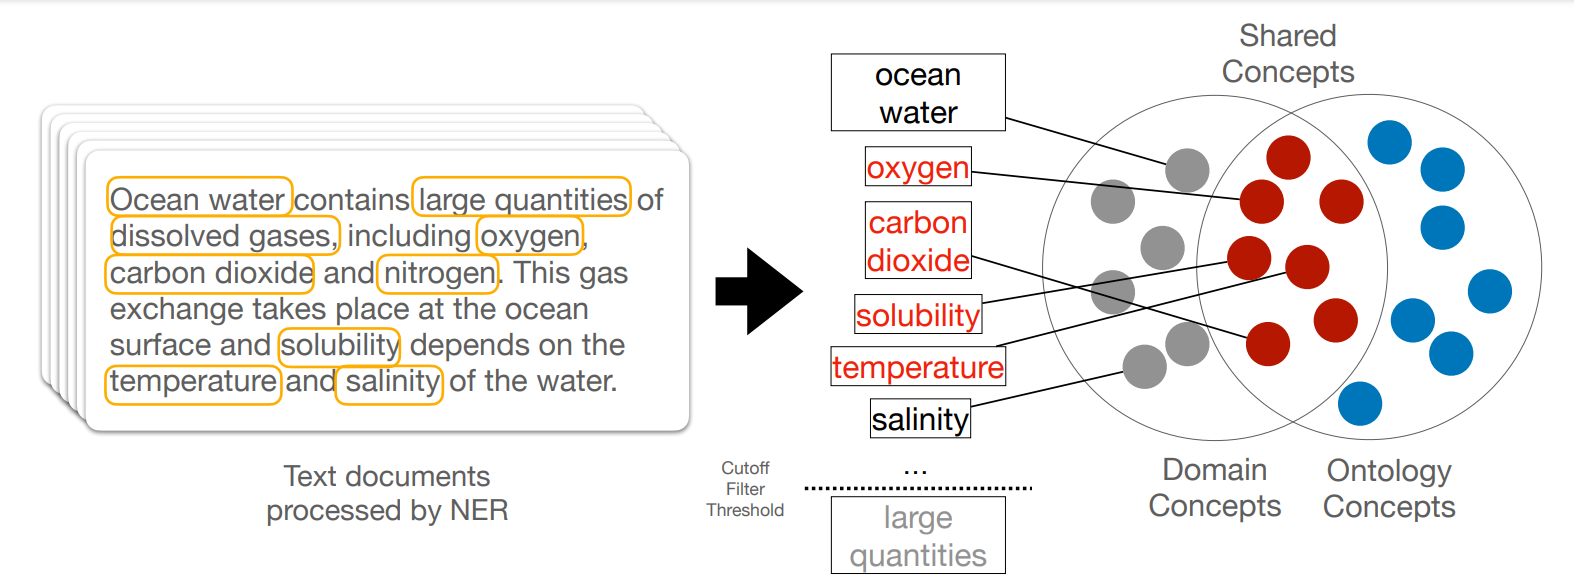 Ocean water contains large quantities of
dissolved gases, including oxygen,
carbon dioxide and nitrogen. This gas
exchange takes place at the ocean
surface and solubility depends on the
temperature and salinity of the water.
Text documents
processed by NER
ocean
water
oxygen
carbon
dioxide
solubility
temperature
salinity
...
Cutoff
Filter
Threshold
large
quantities
Shared
Concepts
Domain
Concepts
Ontology
Concepts